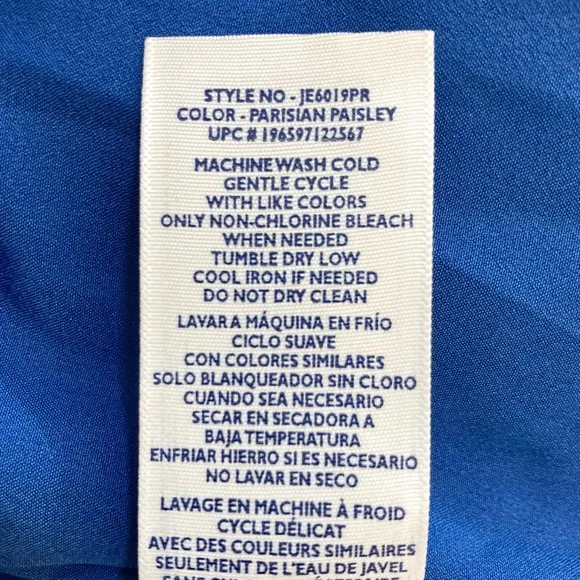 STYLE NO - JE6019PR
COLOR - PARISIAN PAISLEY
UPC # 196597122567
MACHINE WASH COLD
GENTLE CYCLE
WITH LIKE COLORS
ONLY NON-CHLORINE BLEACH
WHEN NEEDED
TUMBLE DRY LOW
COOL IRON IF NEEDED
DO NOT DRY CLEAN
LAVAR A MÁQUINA EN FRÍO
CICLO SUAVE
CON COLORES SIMILARES
SOLO BLANQUEADOR SIN CLORO
CUANDO SEA NECESARIO
SECAR EN SECADORA A
BAJA TEMPERATURA
ENFRIAR HIERRO SI ES NECESARIO
NO LAVAR EN SECO
LAVAGE EN MACHINE À FROID
CYCLE DÉLICAT
AVEC DES COULEURS SIMILAIRES
SEULEMENT DE L'EAU DE JAVEL
SANS